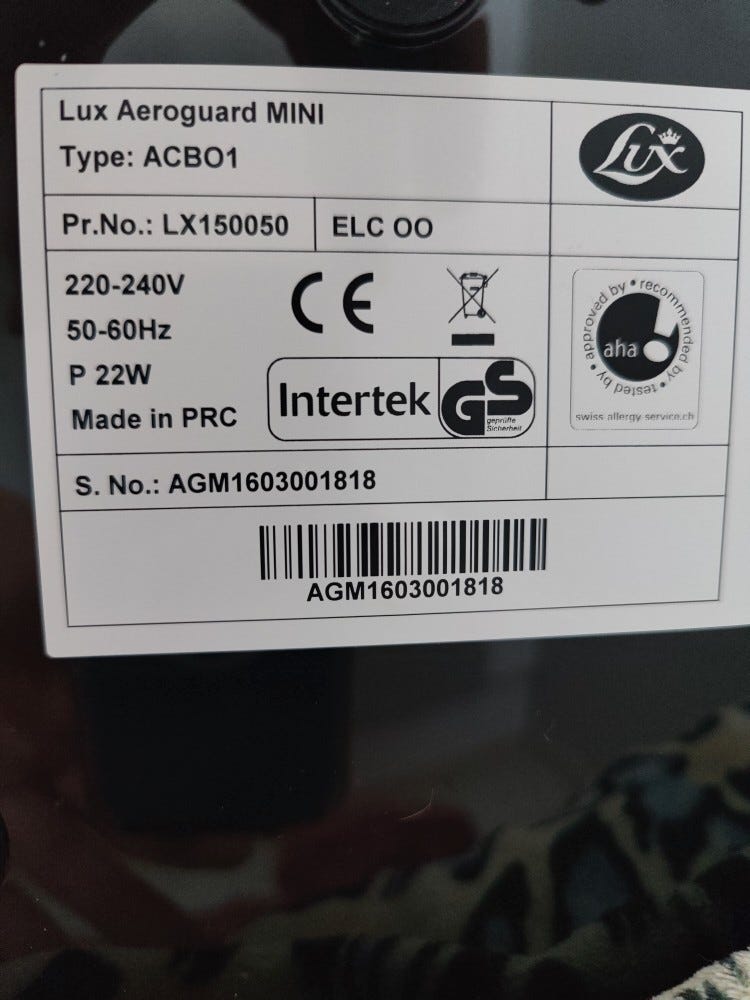 Lux Aeroguard MINI
Type: ACBO1
Lux
Pr.No.: LX150050
ELC OO
220-240V
50-60Hz
P 22W
Made in PRC
CE
Intertek
GS
geprüfte
Sicherheit
approved by • recommended by • tested by •
aha
swiss-allergy-service.ch
S. No.: AGM1603001818
AGM1603001818